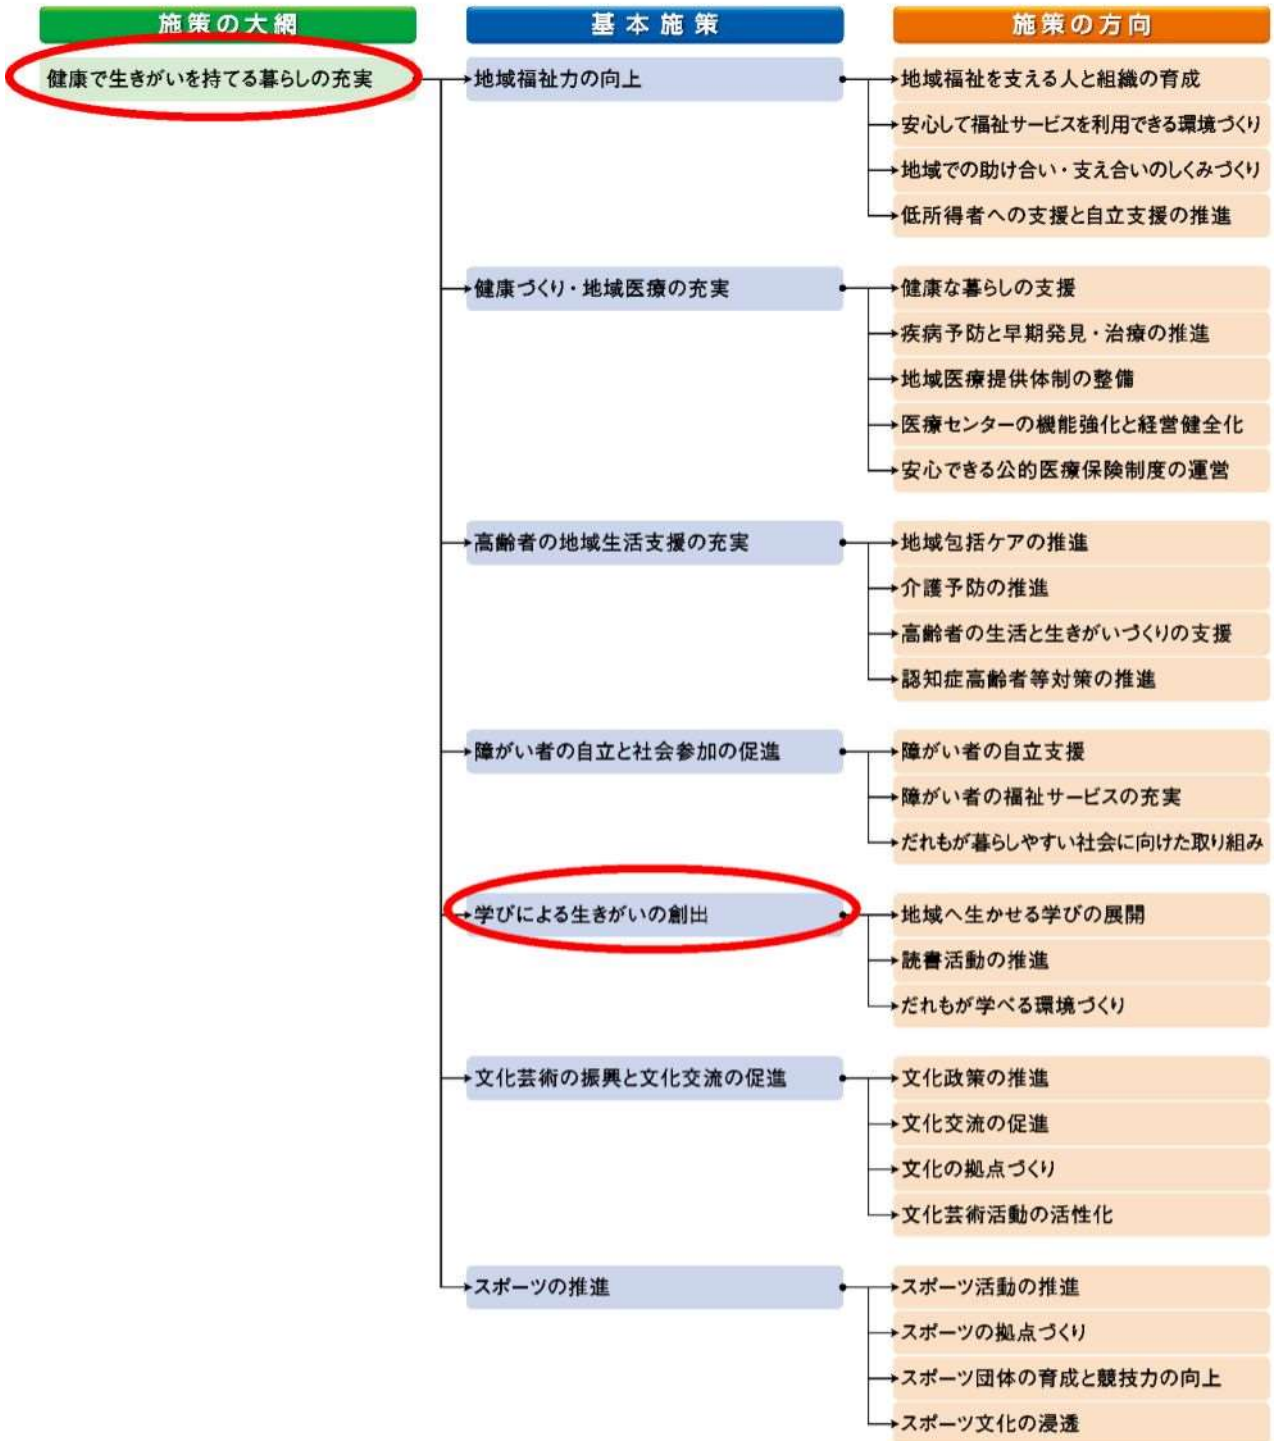 施策の大綱
基本施策
施策の方向
健康で生きがいを持てる暮らしの充実
地域福祉力の向上
地域福祉を支える人と組織の育成
安心して福祉サービスを利用できる環境づくり
地域での助け合い・支え合いのしくみづくり
低所得者への支援と自立支援の推進
健康づくり・地域医療の充実
健康な暮らしの支援
疾病予防と早期発見・治療の推進
地域医療提供体制の整備
医療センターの機能強化と経営健全化
安心できる公的医療保険制度の運営
高齢者の地域生活支援の充実
地域包括ケアの推進
介護予防の推進
高齢者の生活と生きがいづくりの支援
認知症高齢者等対策の推進
障がい者の自立と社会参加の促進
障がい者の自立支援
障がい者の福祉サービスの充実
だれもが暮らしやすい社会に向けた取り組み
学びによる生きがいの創出
地域へ生かせる学びの展開
読書活動の推進
だれもが学べる環境づくり
文化芸術の振興と文化交流の促進
文化政策の推進
文化交流の促進
文化の拠点づくり
文化芸術活動の活性化
スポーツの推進
スポーツ活動の推進
スポーツの拠点づくり
スポーツ団体の育成と競技力の向上
スポーツ文化の浸透